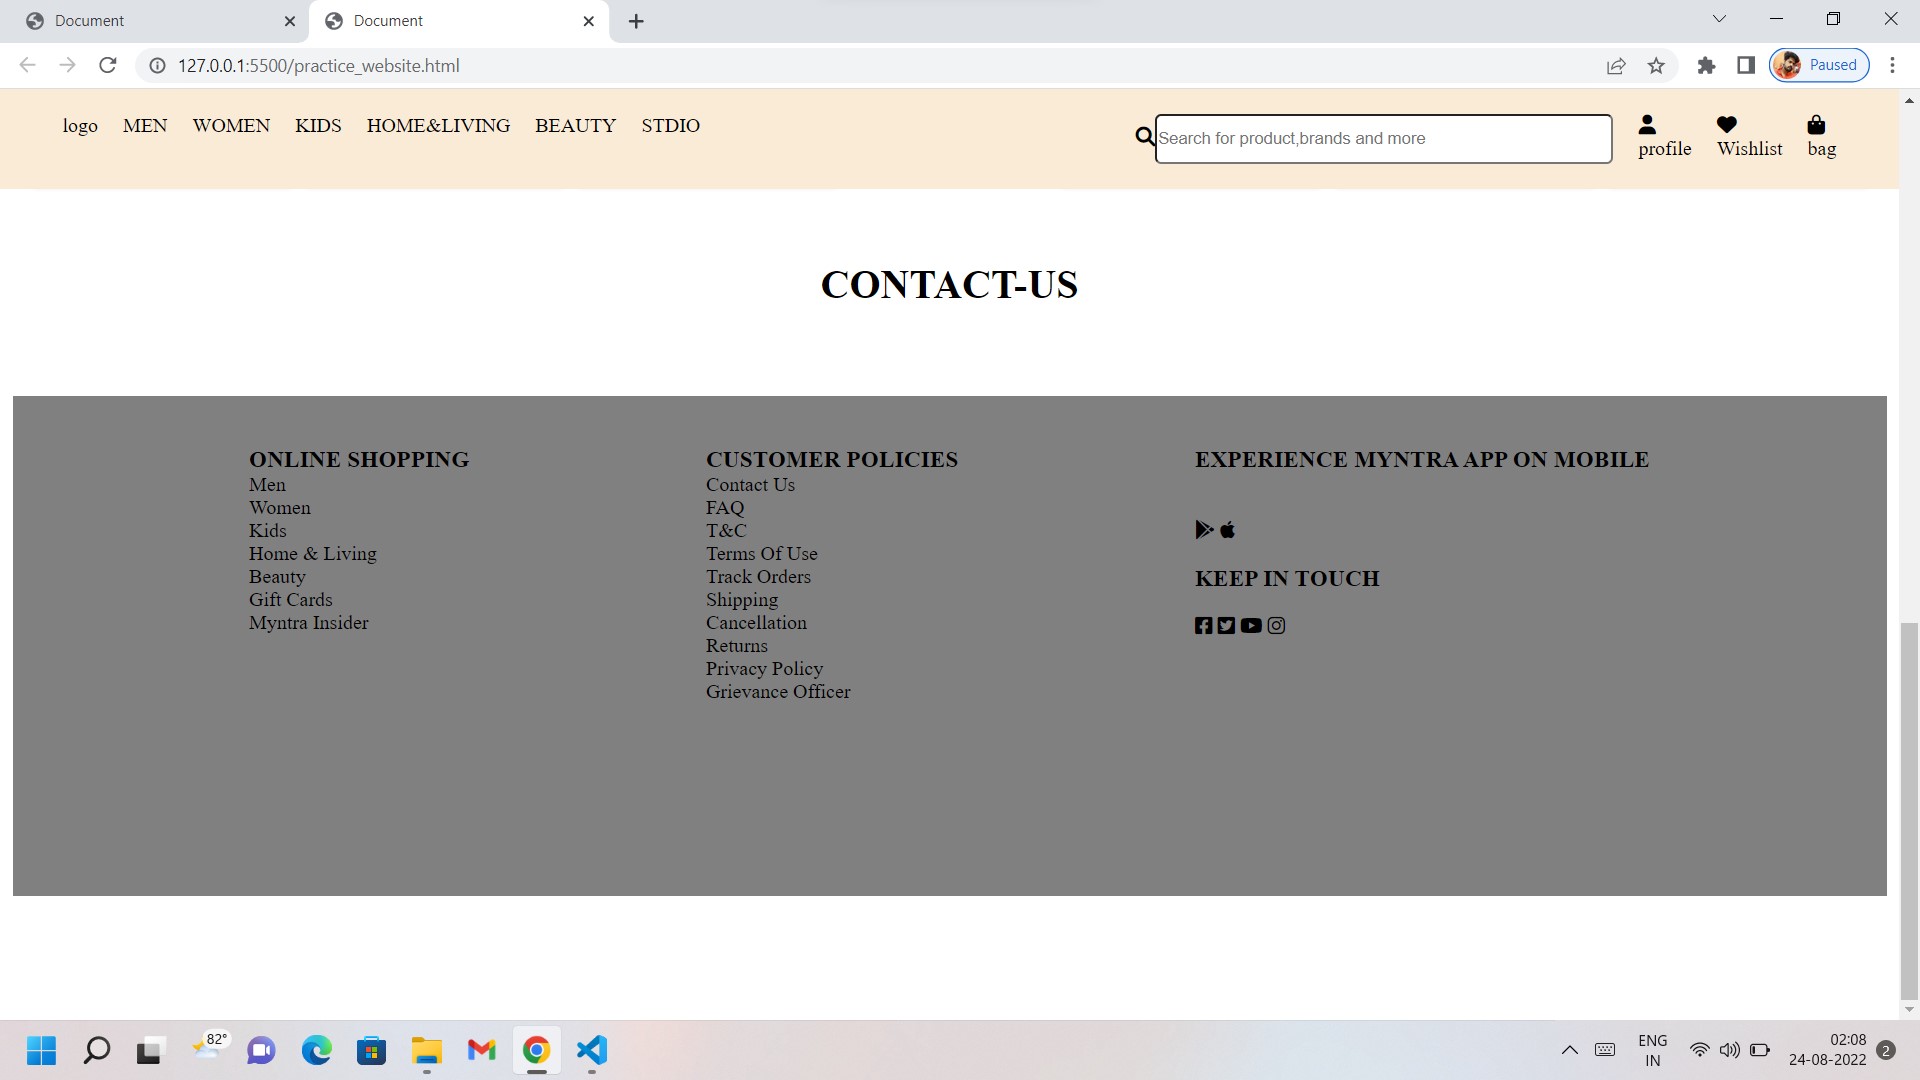 Document
Document
127.0.0.1:5500/practice_website.html
Paused
logo MEN WOMEN KIDS HOME&LIVING BEAUTY STDIO
Search for product,brands and more
profile Wishlist bag
CONTACT-US
ONLINE SHOPPING
Men
Women
Kids
Home & Living
Beauty
Gift Cards
Myntra Insider
CUSTOMER POLICIES
Contact Us
FAQ
T&C
Terms Of Use
Track Orders
Shipping
Cancellation
Returns
Privacy Policy
Grievance Officer
EXPERIENCE MYNTRA APP ON MOBILE
KEEP IN TOUCH
82°
ENG
IN
02:08
24-08-2022
2